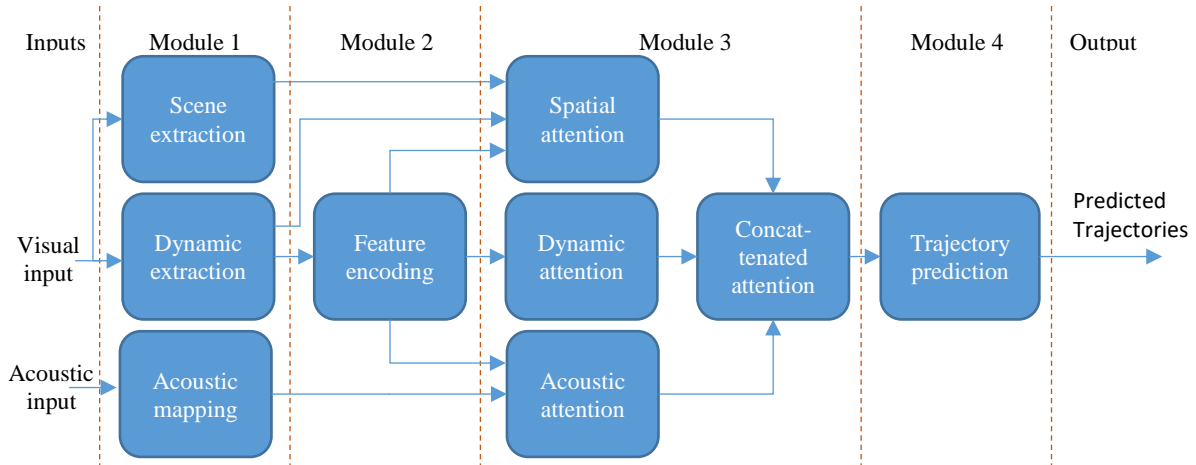 Inputs
Module 1
Module 2
Module 3
Module 4
Output
Scene
extraction
Spatial
attention
Visual
input
Dynamic
extraction
Feature
encoding
Dynamic
attention
Concat-
tenated
attention
Trajectory
prediction
Predicted
Trajectories
Acoustic
input
Acoustic
mapping
Acoustic
attention